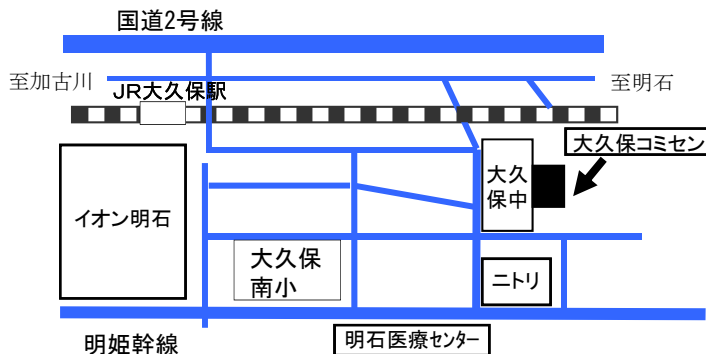 国道2号線
至加古川
至明石
JR大久保駅
大久保コミセン
大久
保中
イオン明石
大久保
南小
ニトリ
明姫幹線
明石医療センター